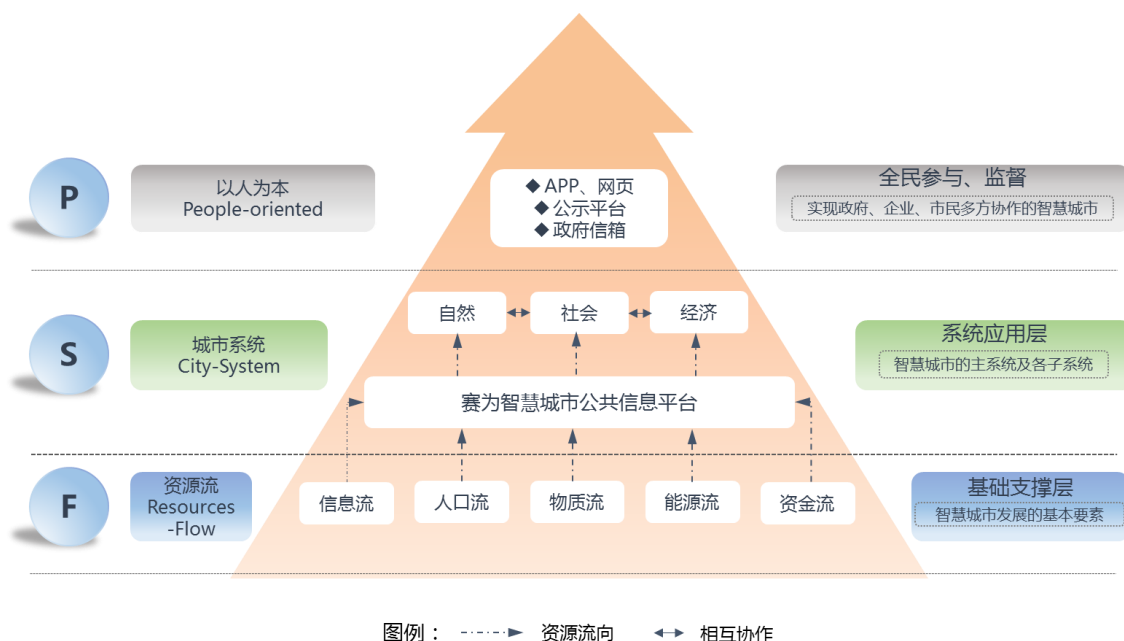 P
以人为本
People-oriented
◆ APP、网页
◆ 公示平台
◆ 政府信箱
全民参与、监督
实现政府、企业、市民多方协作的智慧城市
S
城市系统
City-System
自然
社会
经济
赛为智慧城市公共信息平台
系统应用层
智慧城市的主系统及各子系统
F
资源流
Resources
-Flow
信息流
人口流
物质流
能源流
资金流
基础支撑层
智慧城市发展的基本要素
图例： 资源流向 相互协作